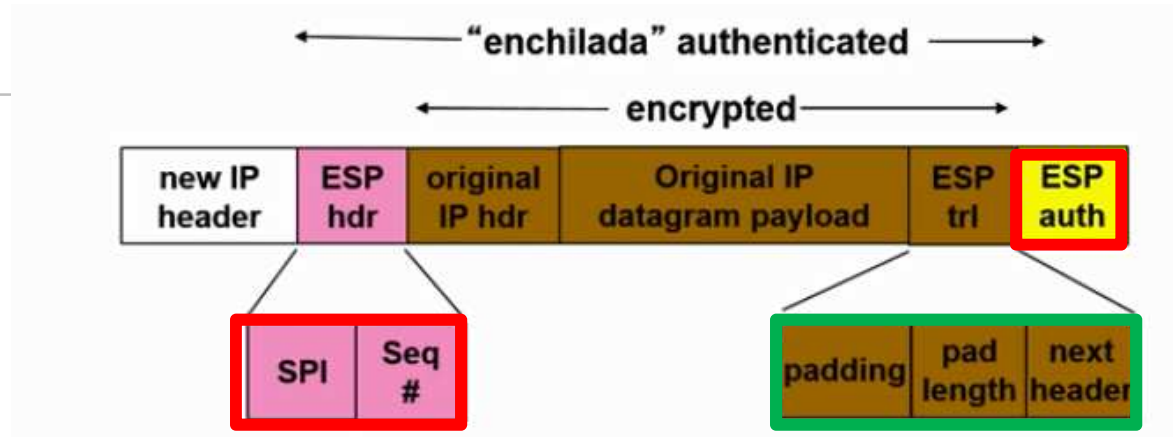 “enchilada” authenticated
encrypted
new IP
header
ESP
hdr
original
IP hdr
Original IP
datagram payload
ESP
trl
ESP
auth
SPI
Seq
#
padding
pad
length
next
header